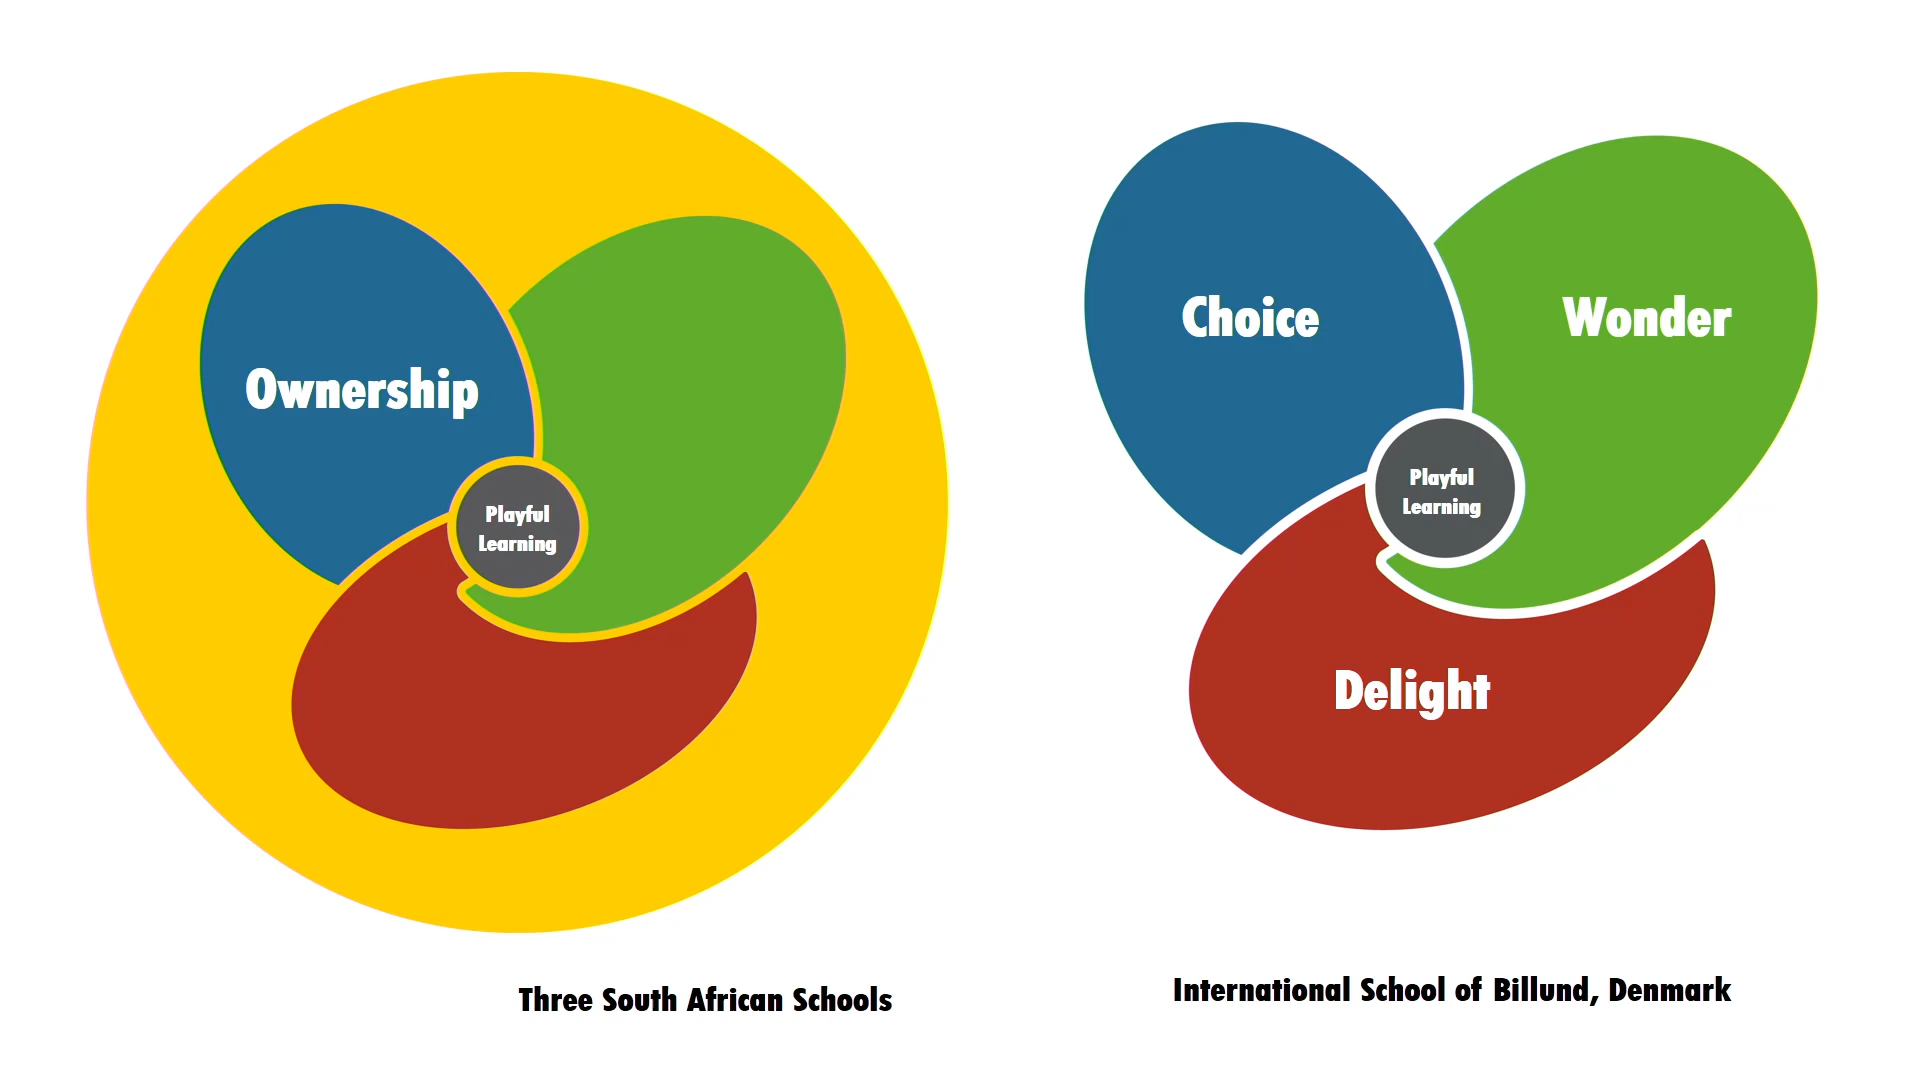 Ownership
Playful
Learning
Three South African Schools
Choice
Wonder
Playful
Learning
Delight
International School of Billund, Denmark